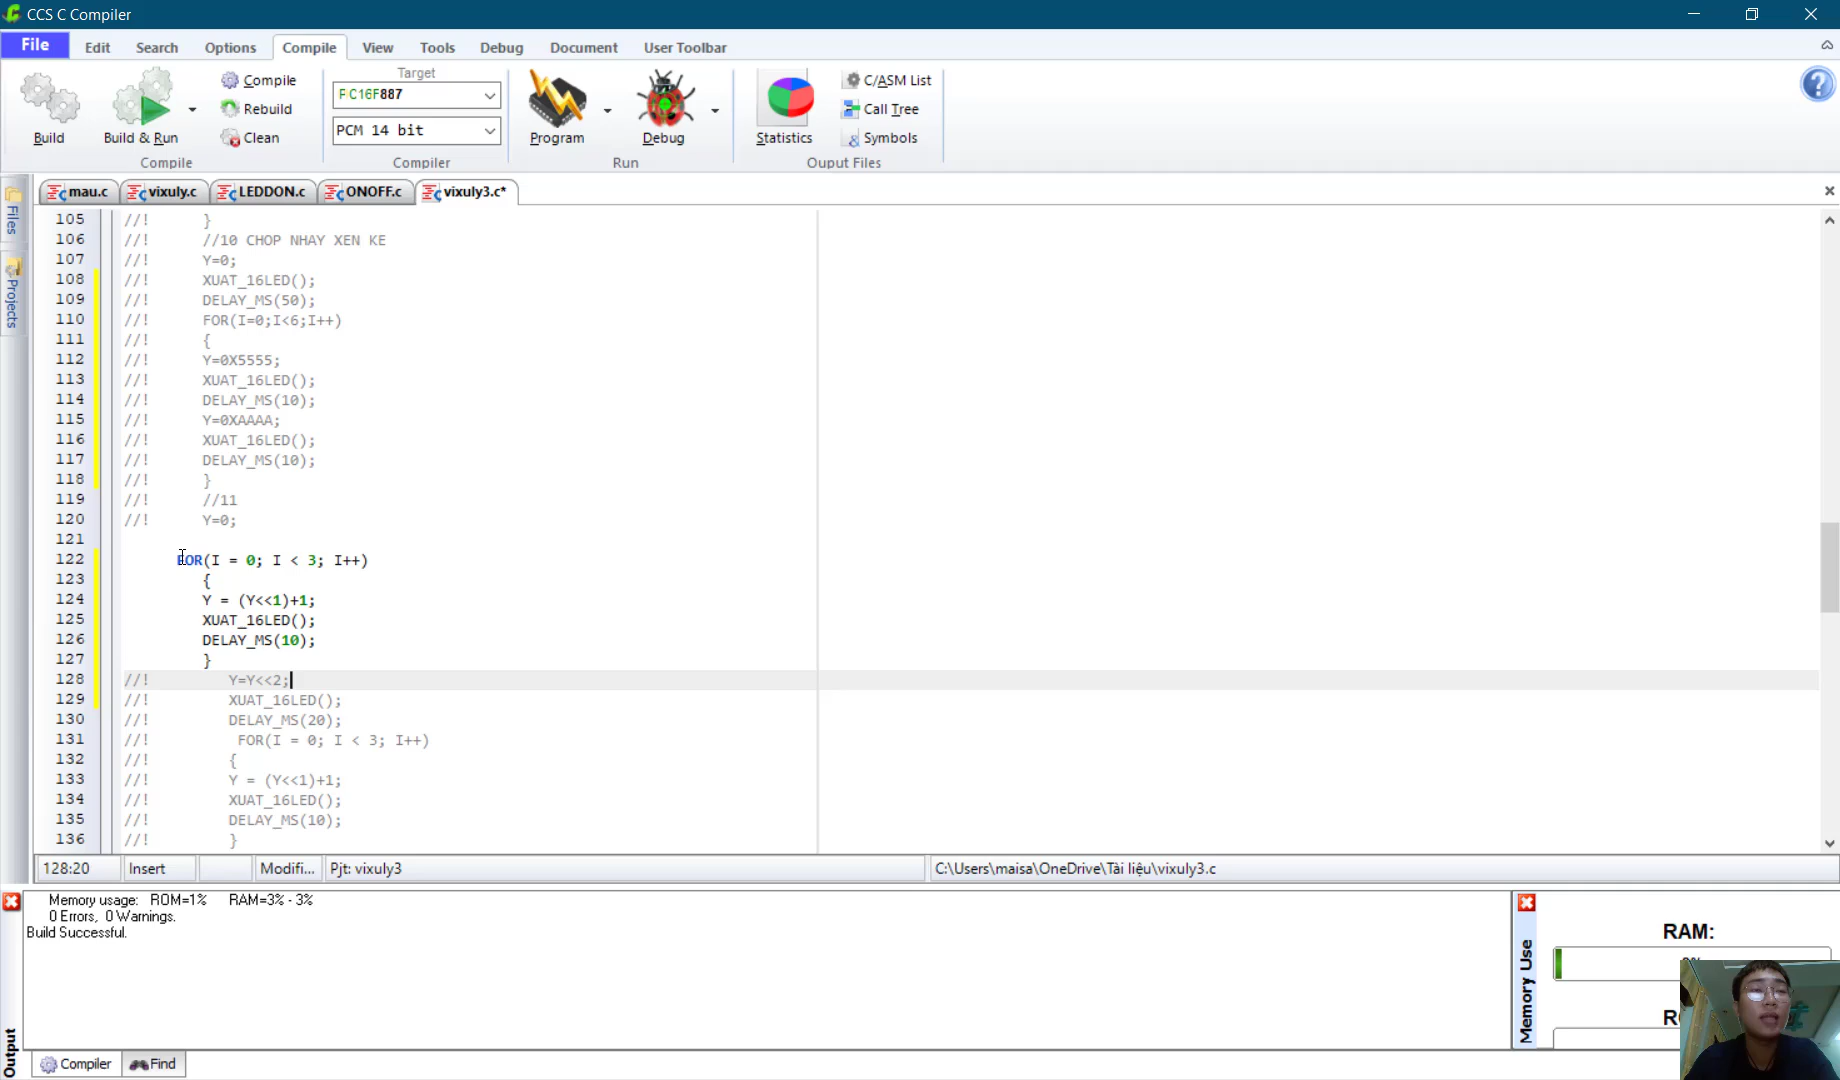 CCS C Compiler
File Edit Search Options Compile View Tools Debug Document User Toolbar
Build
Build & Run
Compile
Rebuild
Clean
Compile
Target
PIC16F887
PCM 14 bit
Compiler
Program
Debug
Run
Statistics
C/ASM List
Call Tree
Symbols
Ouput Files
Files
Projects
mau.c vixuly.c LEDDON.c ONOFF.c vixuly3.c*
105 //! }
106 //! //10 CHOP NHAY XEN KE
107 //! Y=0;
108 //! XUAT_16LED();
109 //! DELAY_MS(50);
110 //! FOR(I=0;I<6;I++)
111 //! {
112 //! Y=0X5555;
113 //! XUAT_16LED();
114 //! DELAY_MS(10);
115 //! Y=0XAAAA;
116 //! XUAT_16LED();
117 //! DELAY_MS(10);
118 //! }
119 //! //11
120 //! Y=0;
121
122 FOR(I = 0; I < 3; I++)
123 {
124 Y = (Y<<1)+1;
125 XUAT_16LED();
126 DELAY_MS(10);
127 }
128 //! Y=Y<<2;
129 //! XUAT_16LED();
130 //! DELAY_MS(20);
131 //! FOR(I = 0; I < 3; I++)
132 //! {
133 //! Y = (Y<<1)+1;
134 //! XUAT_16LED();
135 //! DELAY_MS(10);
136 //! }
128:20 Insert Modifi... Pjt: vixuly3 C:\Users\maisa\OneDrive\Tài liệu\vixuly3.c
Memory usage: ROM=1% RAM=3% - 3%
0 Errors, 0 Warnings.
Build Successful.
Output
Compiler Find
Memory Use
RAM: